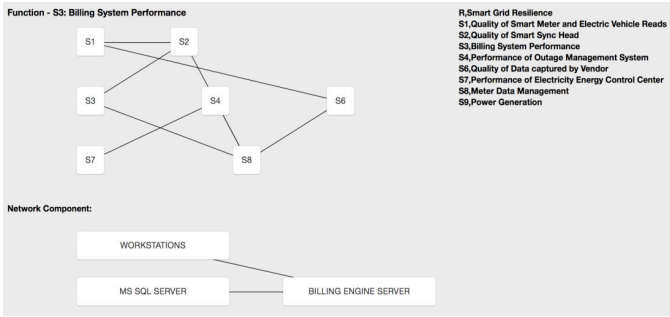 Function - S3: Billing System Performance
S1
S2
S3
S4
S6
S7
S8
R,Smart Grid Resilience
S1,Quality of Smart Meter and Electric Vehicle Reads
S2,Quality of Smart Sync Head
S3,Billing System Performance
S4,Performance of Outage Management System
S6,Quality of Data captured by Vendor
S7,Performance of Electricity Energy Control Center
S8,Meter Data Management
S9,Power Generation
Network Component:
WORKSTATIONS
MS SQL SERVER
BILLING ENGINE SERVER